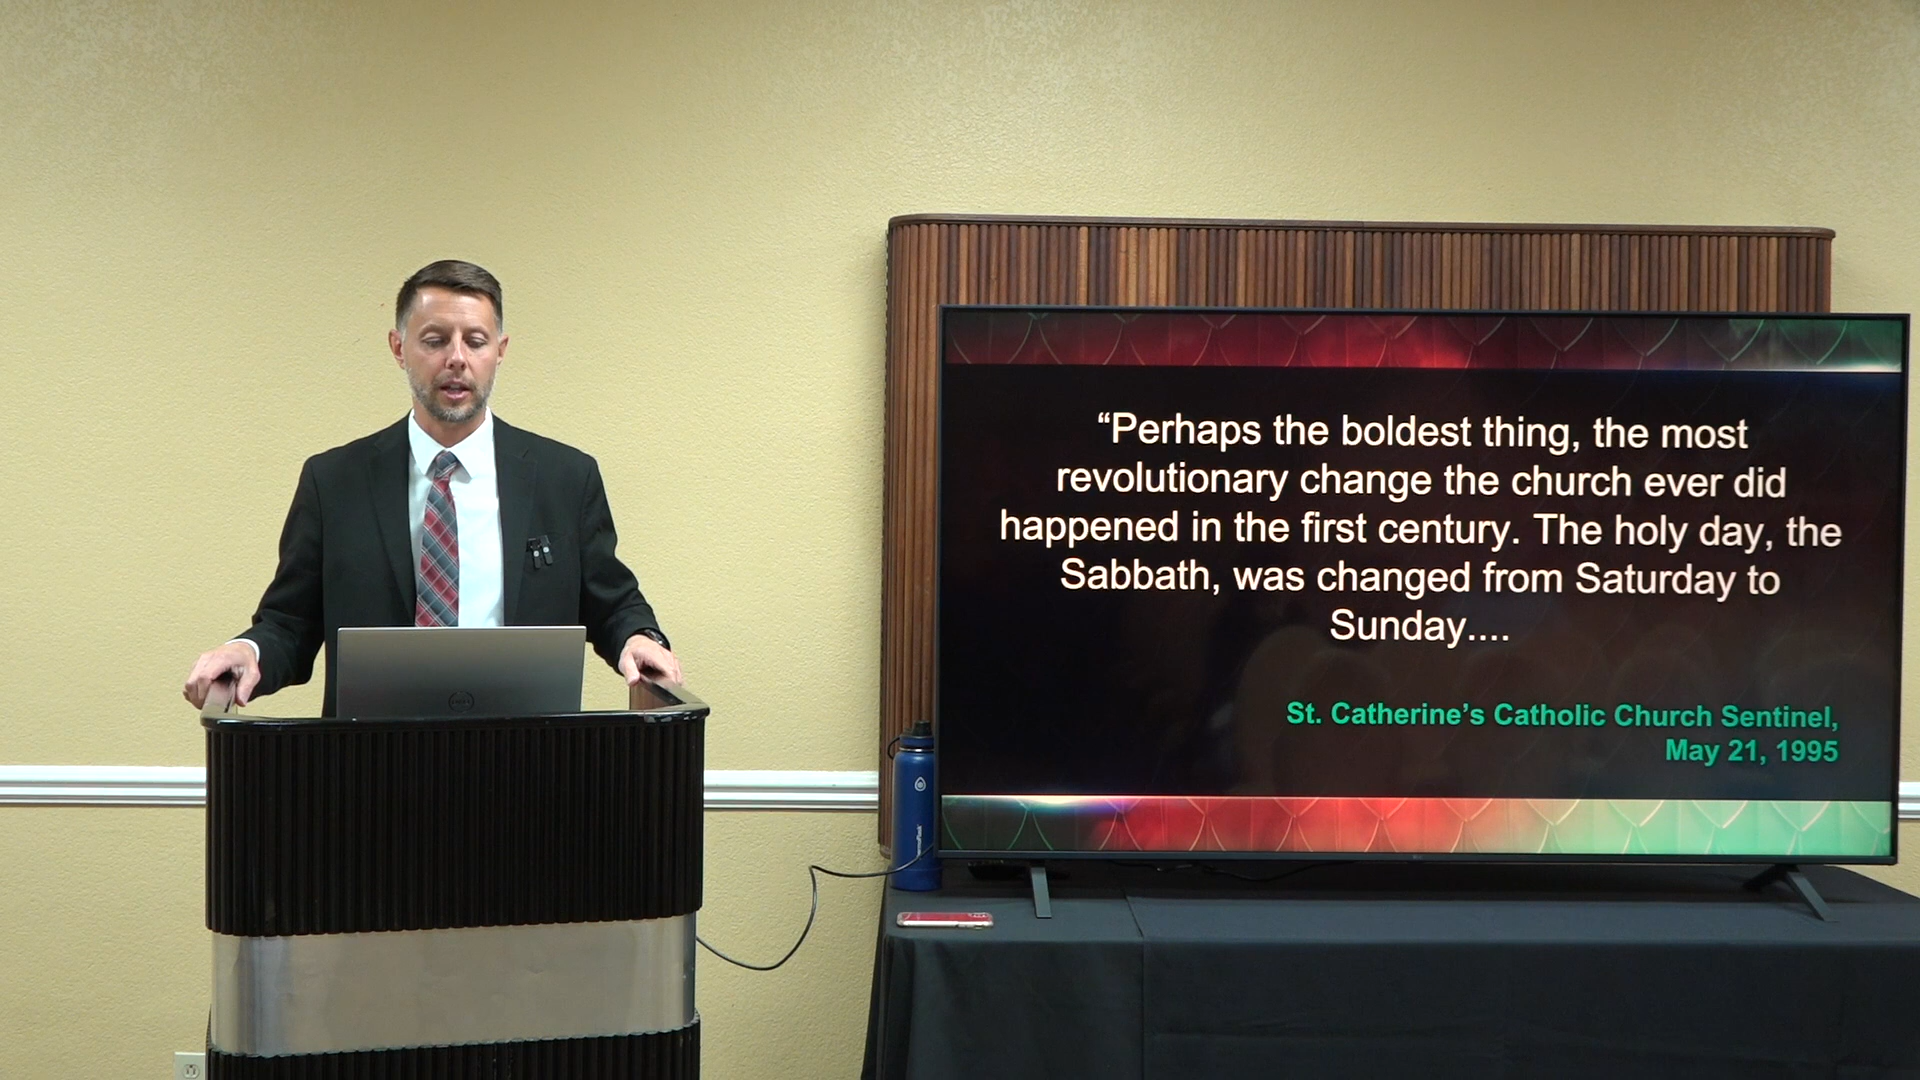 “Perhaps the boldest thing, the most
revolutionary change the church ever did
happened in the first century. The holy day, the
Sabbath, was changed from Saturday to
Sunday....
St. Catherine’s Catholic Church Sentinel,
May 21, 1995
DELL